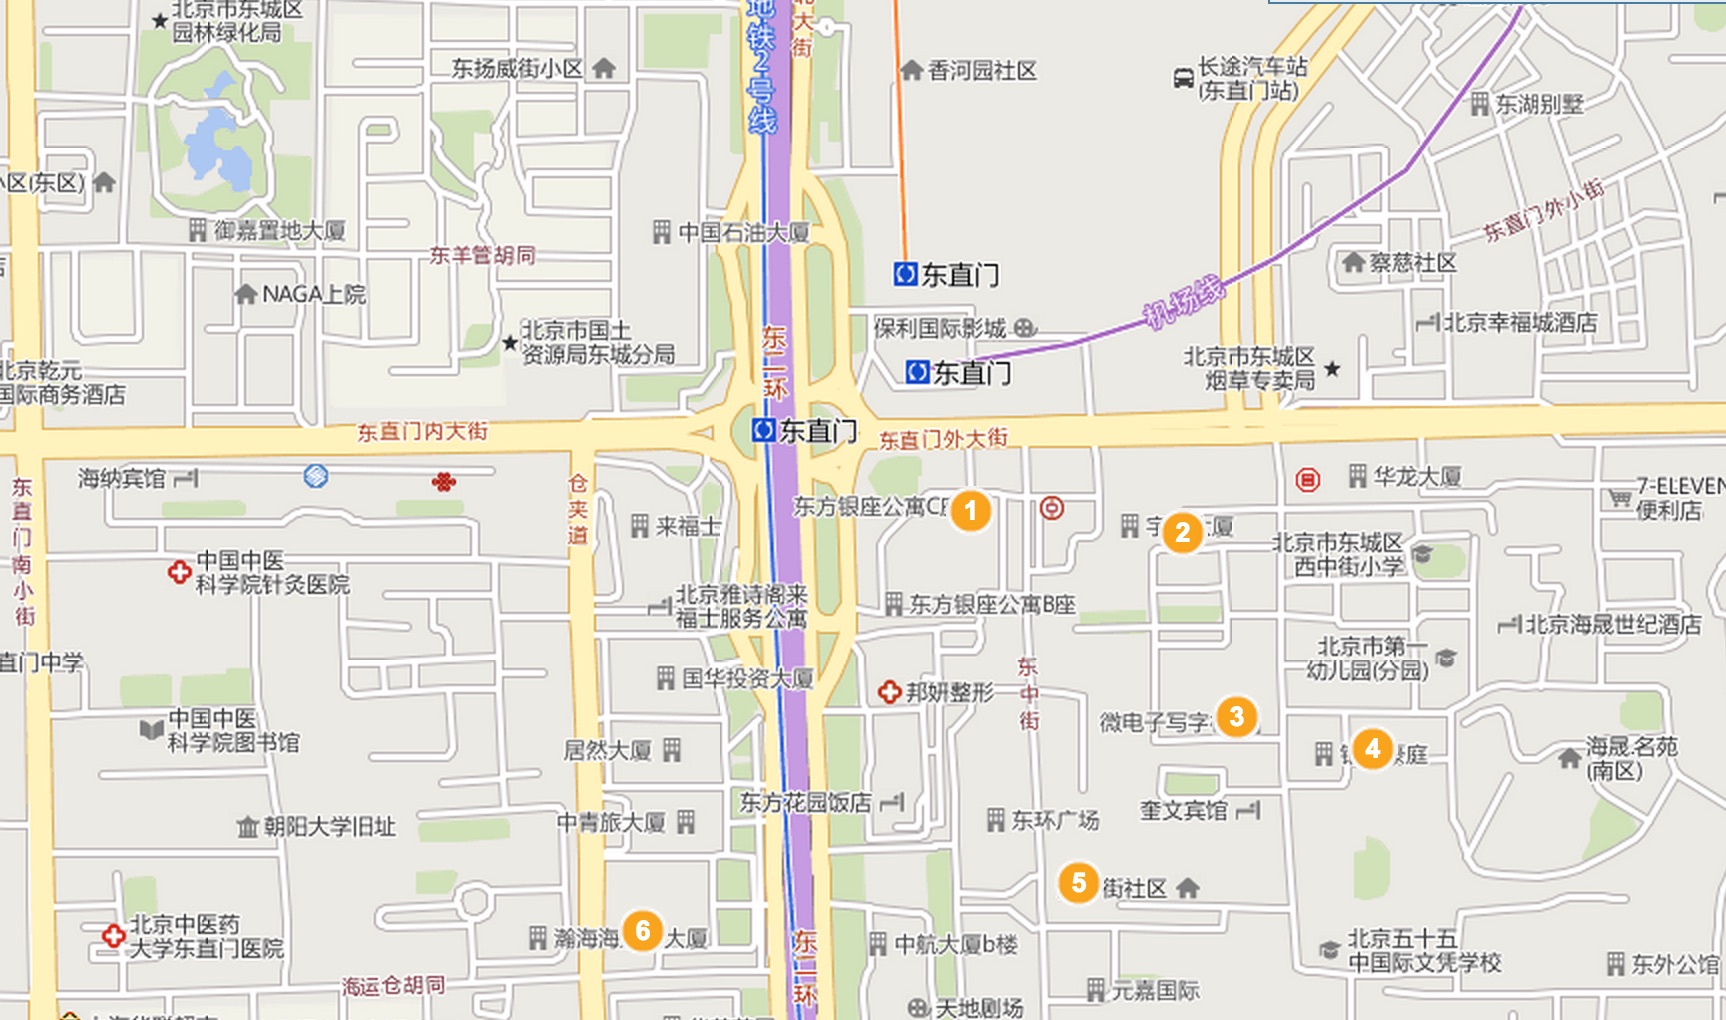 北京市东城区
园林绿化局
地铁2号线
大街
东扬威街小区
香河园社区
长途汽车站
(东直门站)
东湖别墅
小区(东区)
东直门外小街
御嘉置地大厦
中国石油大厦
东羊管胡同
察慈社区
东直门
NAGA上院
机场线
北京市国土
资源局东城分局
东二环
保利国际影城
北京幸福城酒店
北京乾元
国际商务酒店
东直门
北京市东城区
烟草专卖局
东直门内大街
东直门
东直门外大街
海纳宾馆
东直门南小街
仓夹道
华龙大厦
7-ELEVEN
便利店
东方银座公寓C
1
来福士
2
厦
北京市东城区
西中街小学
中国中医
科学院针灸医院
北京雅诗阁来
福士服务公寓
东方银座公寓B座
北京海晟世纪酒店
直门中学
北京市第一
幼儿园(分园)
国华投资大厦
邦妍整形
东中街
中国中医
科学院图书馆
微电子写字
3
4
庭
居然大厦
海晟.名苑
(南区)
东方花园饭店
奎文宾馆
朝阳大学旧址
中青旅大厦
东环广场
5
街社区
北京中医药
大学东直门医院
瀚海海
6
大厦
东二环
中航大厦b楼
北京五十五
中国际文凭学校
东外公馆
海运仓胡同
元嘉国际
天地剧场